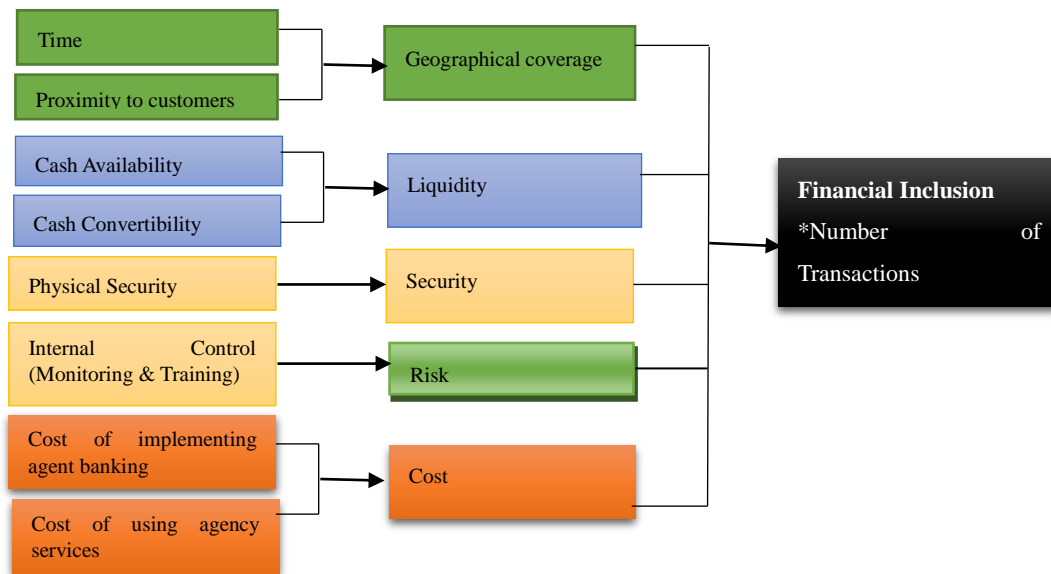 Time
Proximity to customers
Geographical coverage
Cash Availability
Cash Convertibility
Liquidity
Physical Security
Security
Internal Control
(Monitoring & Training)
Risk
Cost of implementing
agent banking
Cost of using agency
services
Cost
Financial Inclusion
*Number of
Transactions